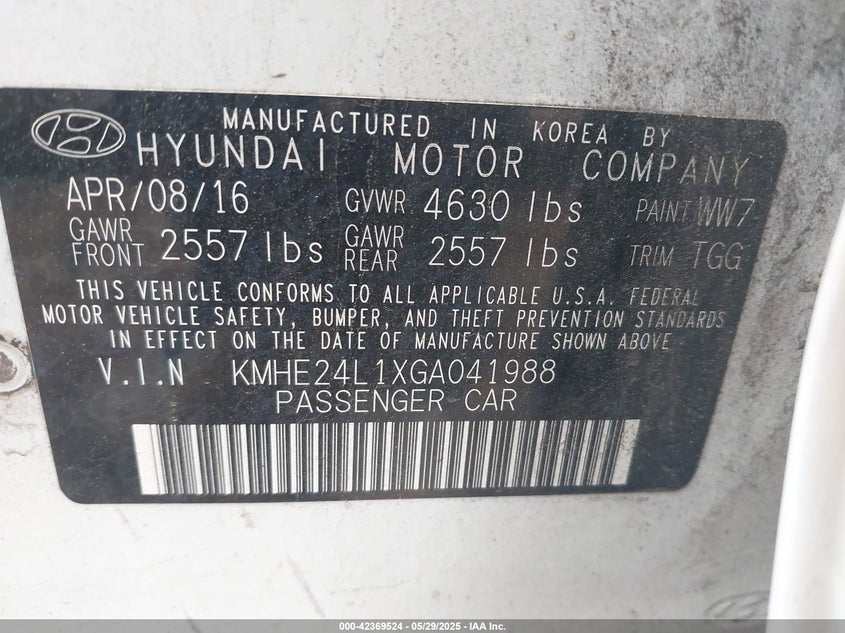 MANUFACTURED IN KOREA BY
HYUNDAI MOTOR COMPANY
APR/08/16 GVWR 4630 lbs PAINT WW7
GAWR FRONT 2557 lbs GAWR REAR 2557 lbs TRIM TGG
THIS VEHICLE CONFORMS TO ALL APPLICABLE U.S.A. FEDERAL
MOTOR VEHICLE SAFETY, BUMPER, AND THEFT PREVENTION STANDARDS
IN EFFECT ON THE DATE OF MANUFACTURE SHOWN ABOVE.
V.I.N KMHE24L1XGA041988
PASSENGER CAR
000-42369524 | 05/29/2025 | IAA Inc.